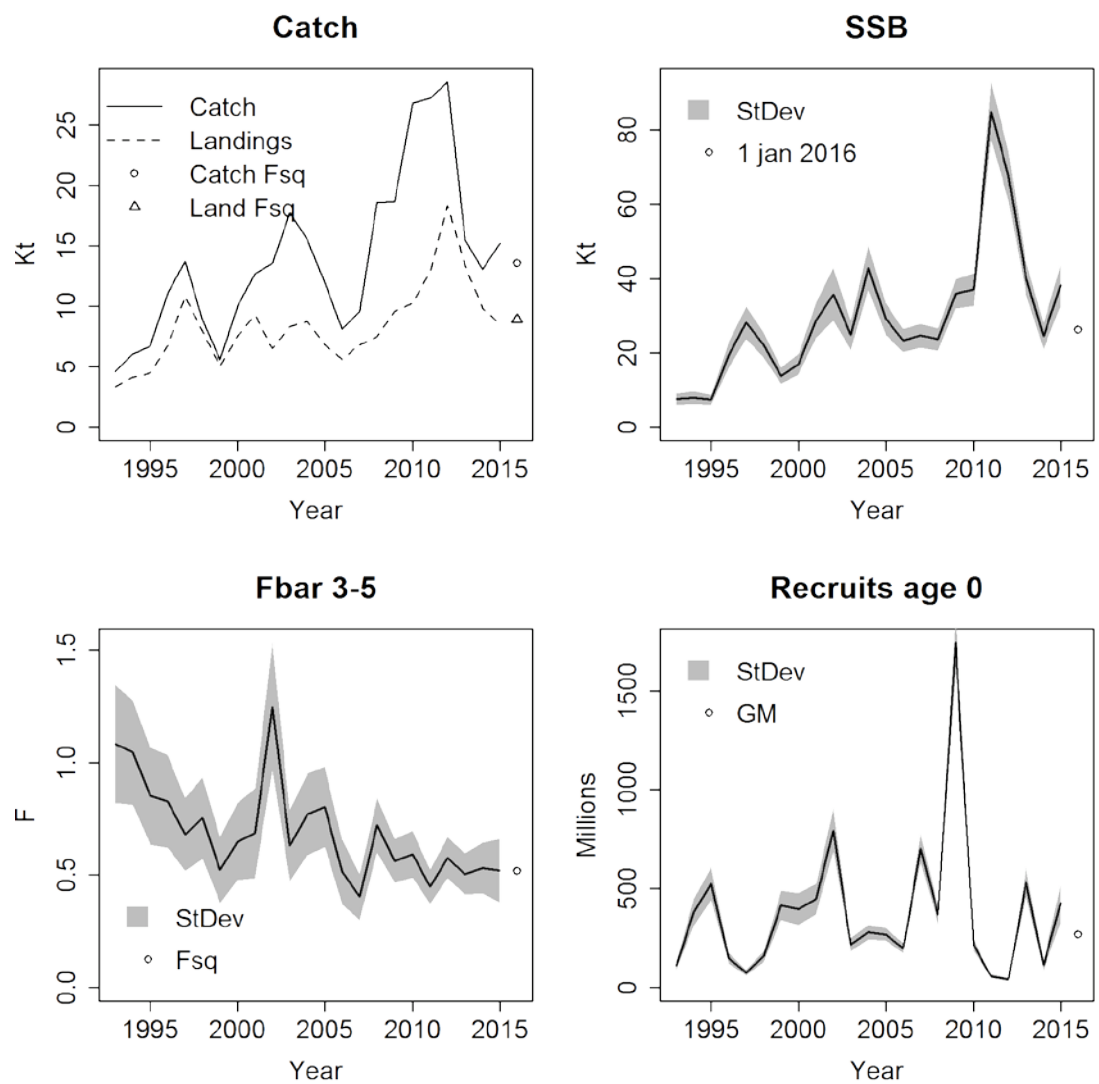 Catch
Kt
25
20
15
10
5
0
Catch
Landings
Catch Fsq
Land Fsq
1995 2000 2005 2010 2015
Year
SSB
Kt
80
60
40
20
0
StDev
1 jan 2016
1995 2000 2005 2010 2015
Year
Fbar 3-5
F
1.5
1.0
0.5
0.0
StDev
Fsq
1995 2000 2005 2010 2015
Year
Recruits age 0
Millions
1500
1000
500
0
StDev
GM
1995 2000 2005 2010 2015
Year